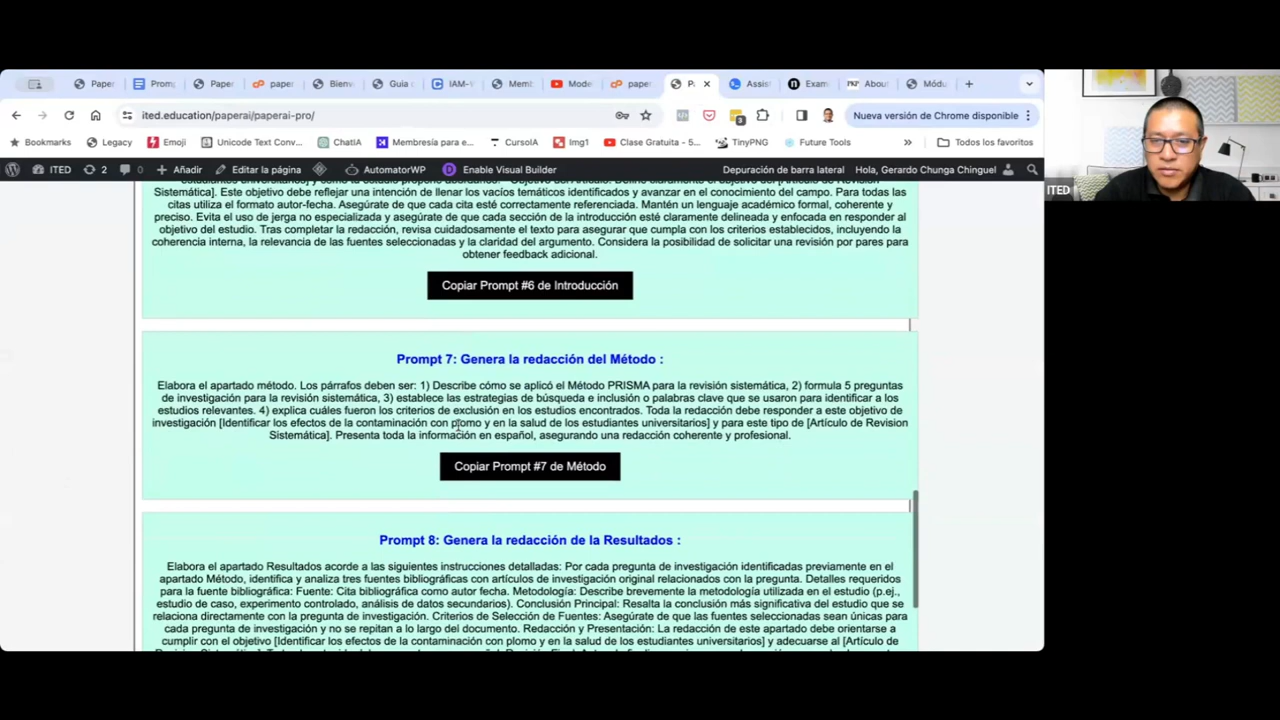 Paper
Promp
Paper
paper
Bienv
Guia c
IAM-V
Memb
Mode
paper
P
Assist
Exam
About
Módu
ited.education/paperai/paperai-pro/
Nueva versión de Chrome disponible
Bookmarks
Legacy
Emoji
Unicode Text Conv...
ChatIA
Membresía para e...
CursoIA
Img1
Clase Gratuita - 5...
TinyPNG
Future Tools
Todos los favoritos
ITED
2
0
Añadir
Editar la página
AutomatorWP
Enable Visual Builder
Depuración de barra lateral
Hola, Gerardo Chunga Chinguel
ITED
Sistemática]. Este objetivo debe reflejar una intención de llenar los vacíos temáticos identificados y avanzar en el conocimiento del campo. Para todas las
citas utiliza el formato autor-fecha. Asegúrate de que cada cita esté correctamente referenciada. Mantén un lenguaje académico formal, coherente y
preciso. Evita el uso de jerga no especializada y asegúrate de que cada sección de la introducción esté claramente delineada y enfocada en responder al
objetivo del estudio. Tras completar la redacción, revisa cuidadosamente el texto para asegurar que cumpla con los criterios establecidos, incluyendo la
coherencia interna, la relevancia de las fuentes seleccionadas y la claridad del argumento. Considera la posibilidad de solicitar una revisión por pares para
obtener feedback adicional.
Copiar Prompt #6 de Introducción
Prompt 7: Genera la redacción del Método :
Elabora el apartado método. Los párrafos deben ser: 1) Describe cómo se aplicó el Método PRISMA para la revisión sistemática, 2) formula 5 preguntas
de investigación para la revisión sistemática, 3) establece las estrategias de búsqueda e inclusión o palabras clave que se usaron para identificar a los
estudios relevantes. 4) explica cuáles fueron los criterios de exclusión en los estudios encontrados. Toda la redacción debe responder a este objetivo de
investigación [Identificar los efectos de la contaminación con plomo y en la salud de los estudiantes universitarios] y para este tipo de [Artículo de Revision
Sistemática]. Presenta toda la información en español, asegurando una redacción coherente y profesional.
Copiar Prompt #7 de Método
Prompt 8: Genera la redacción de la Resultados :
Elabora el apartado Resultados acorde a las siguientes instrucciones detalladas: Por cada pregunta de investigación identificadas previamente en el
apartado Método, identifica y analiza tres fuentes bibliográficas con artículos de investigación original relacionados con la pregunta. Detalles requeridos
para la fuente bibliográfica: Fuente: Cita bibliográfica como autor fecha. Metodología: Describe brevemente la metodología utilizada en el estudio (p.ej.,
estudio de caso, experimento controlado, análisis de datos secundarios). Conclusión Principal: Resalta la conclusión más significativa del estudio que se
relaciona directamente con la pregunta de investigación. Criterios de Selección de Fuentes: Asegúrate de que las fuentes seleccionadas sean únicas para
cada pregunta de investigación y no se repitan a lo largo del documento. Redacción y Presentación: La redacción de este apartado debe orientarse a
cumplir con el objetivo [Identificar los efectos de la contaminación con plomo y en la salud de los estudiantes universitarios] y adecuarse al [Artículo de